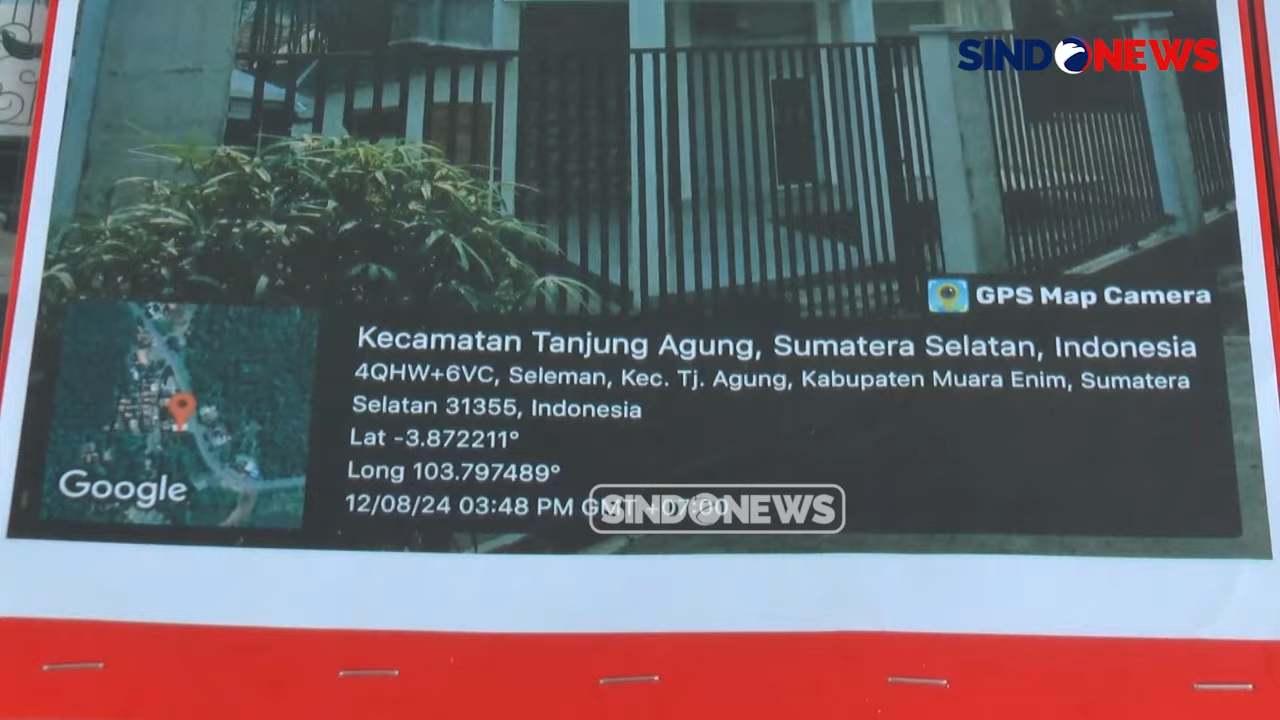 SINDONEWS
GPS Map Camera
Kecamatan Tanjung Agung, Sumatera Selatan, Indonesia
4QHW+6VC, Seleman, Kec. Tj. Agung, Kabupaten Muara Enim, Sumatera
Selatan 31355, Indonesia
Lat -3.872211°
Long 103.797489°
12/08/24 03:48 PM GMT +07:00
Google
SINDONEWS